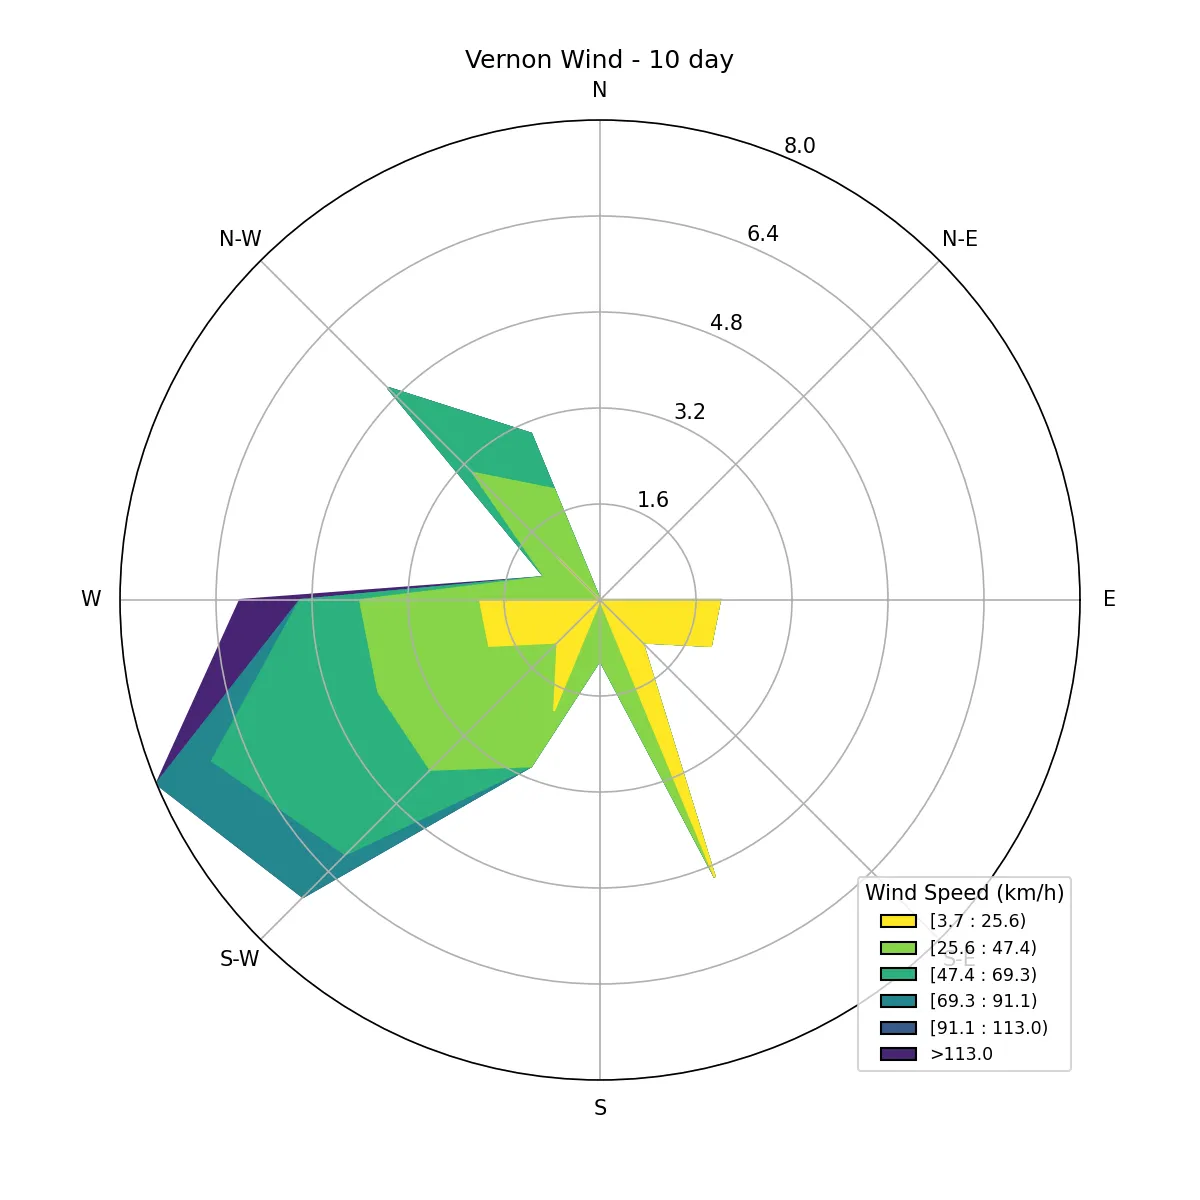 Vernon Wind - 10 day
N
8.0
N-W
N-E
6.4
4.8
3.2
1.6
W
E
S-W
S-E
S
Wind Speed (km/h)
[3.7 : 25.6)
[25.6 : 47.4)
[47.4 : 69.3)
[69.3 : 91.1)
[91.1 : 113.0)
>113.0